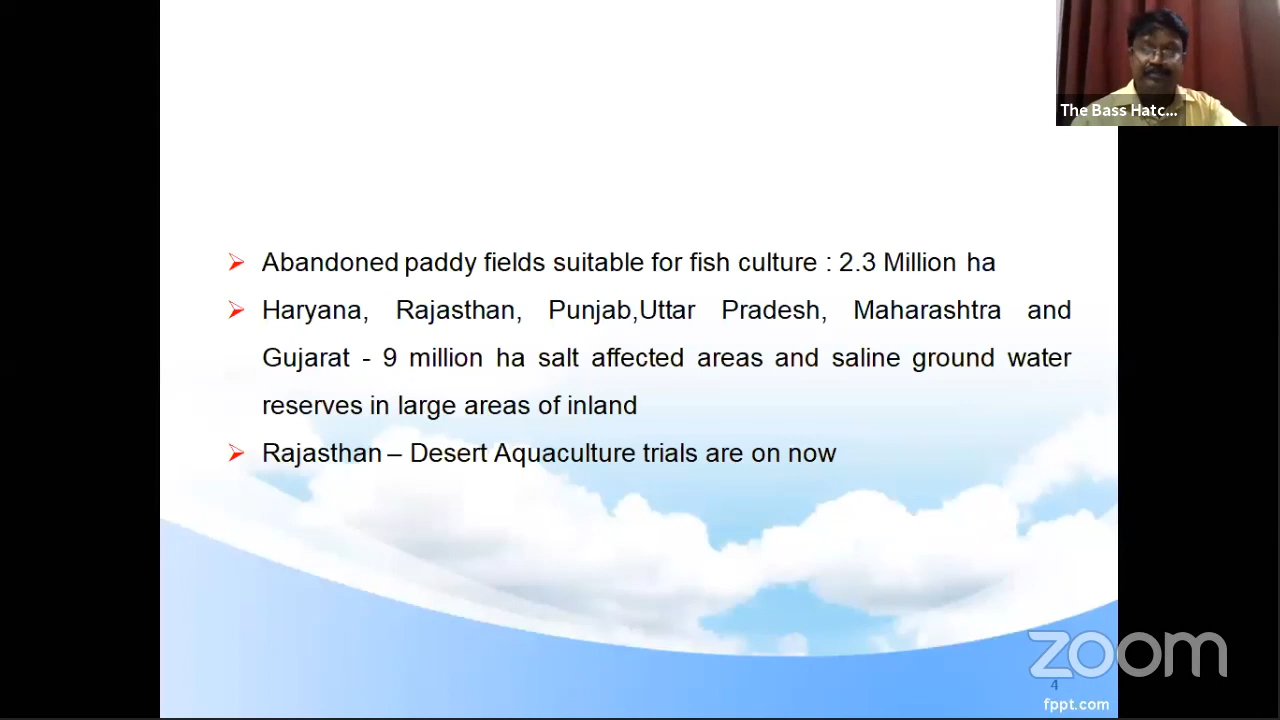 The Bass Hatc...
Abandoned paddy fields suitable for fish culture : 2.3 Million ha
Haryana, Rajasthan, Punjab,Uttar Pradesh, Maharashtra and
Gujarat - 9 million ha salt affected areas and saline ground water
reserves in large areas of inland
Rajasthan – Desert Aquaculture trials are on now
zoom
4
fppt.com